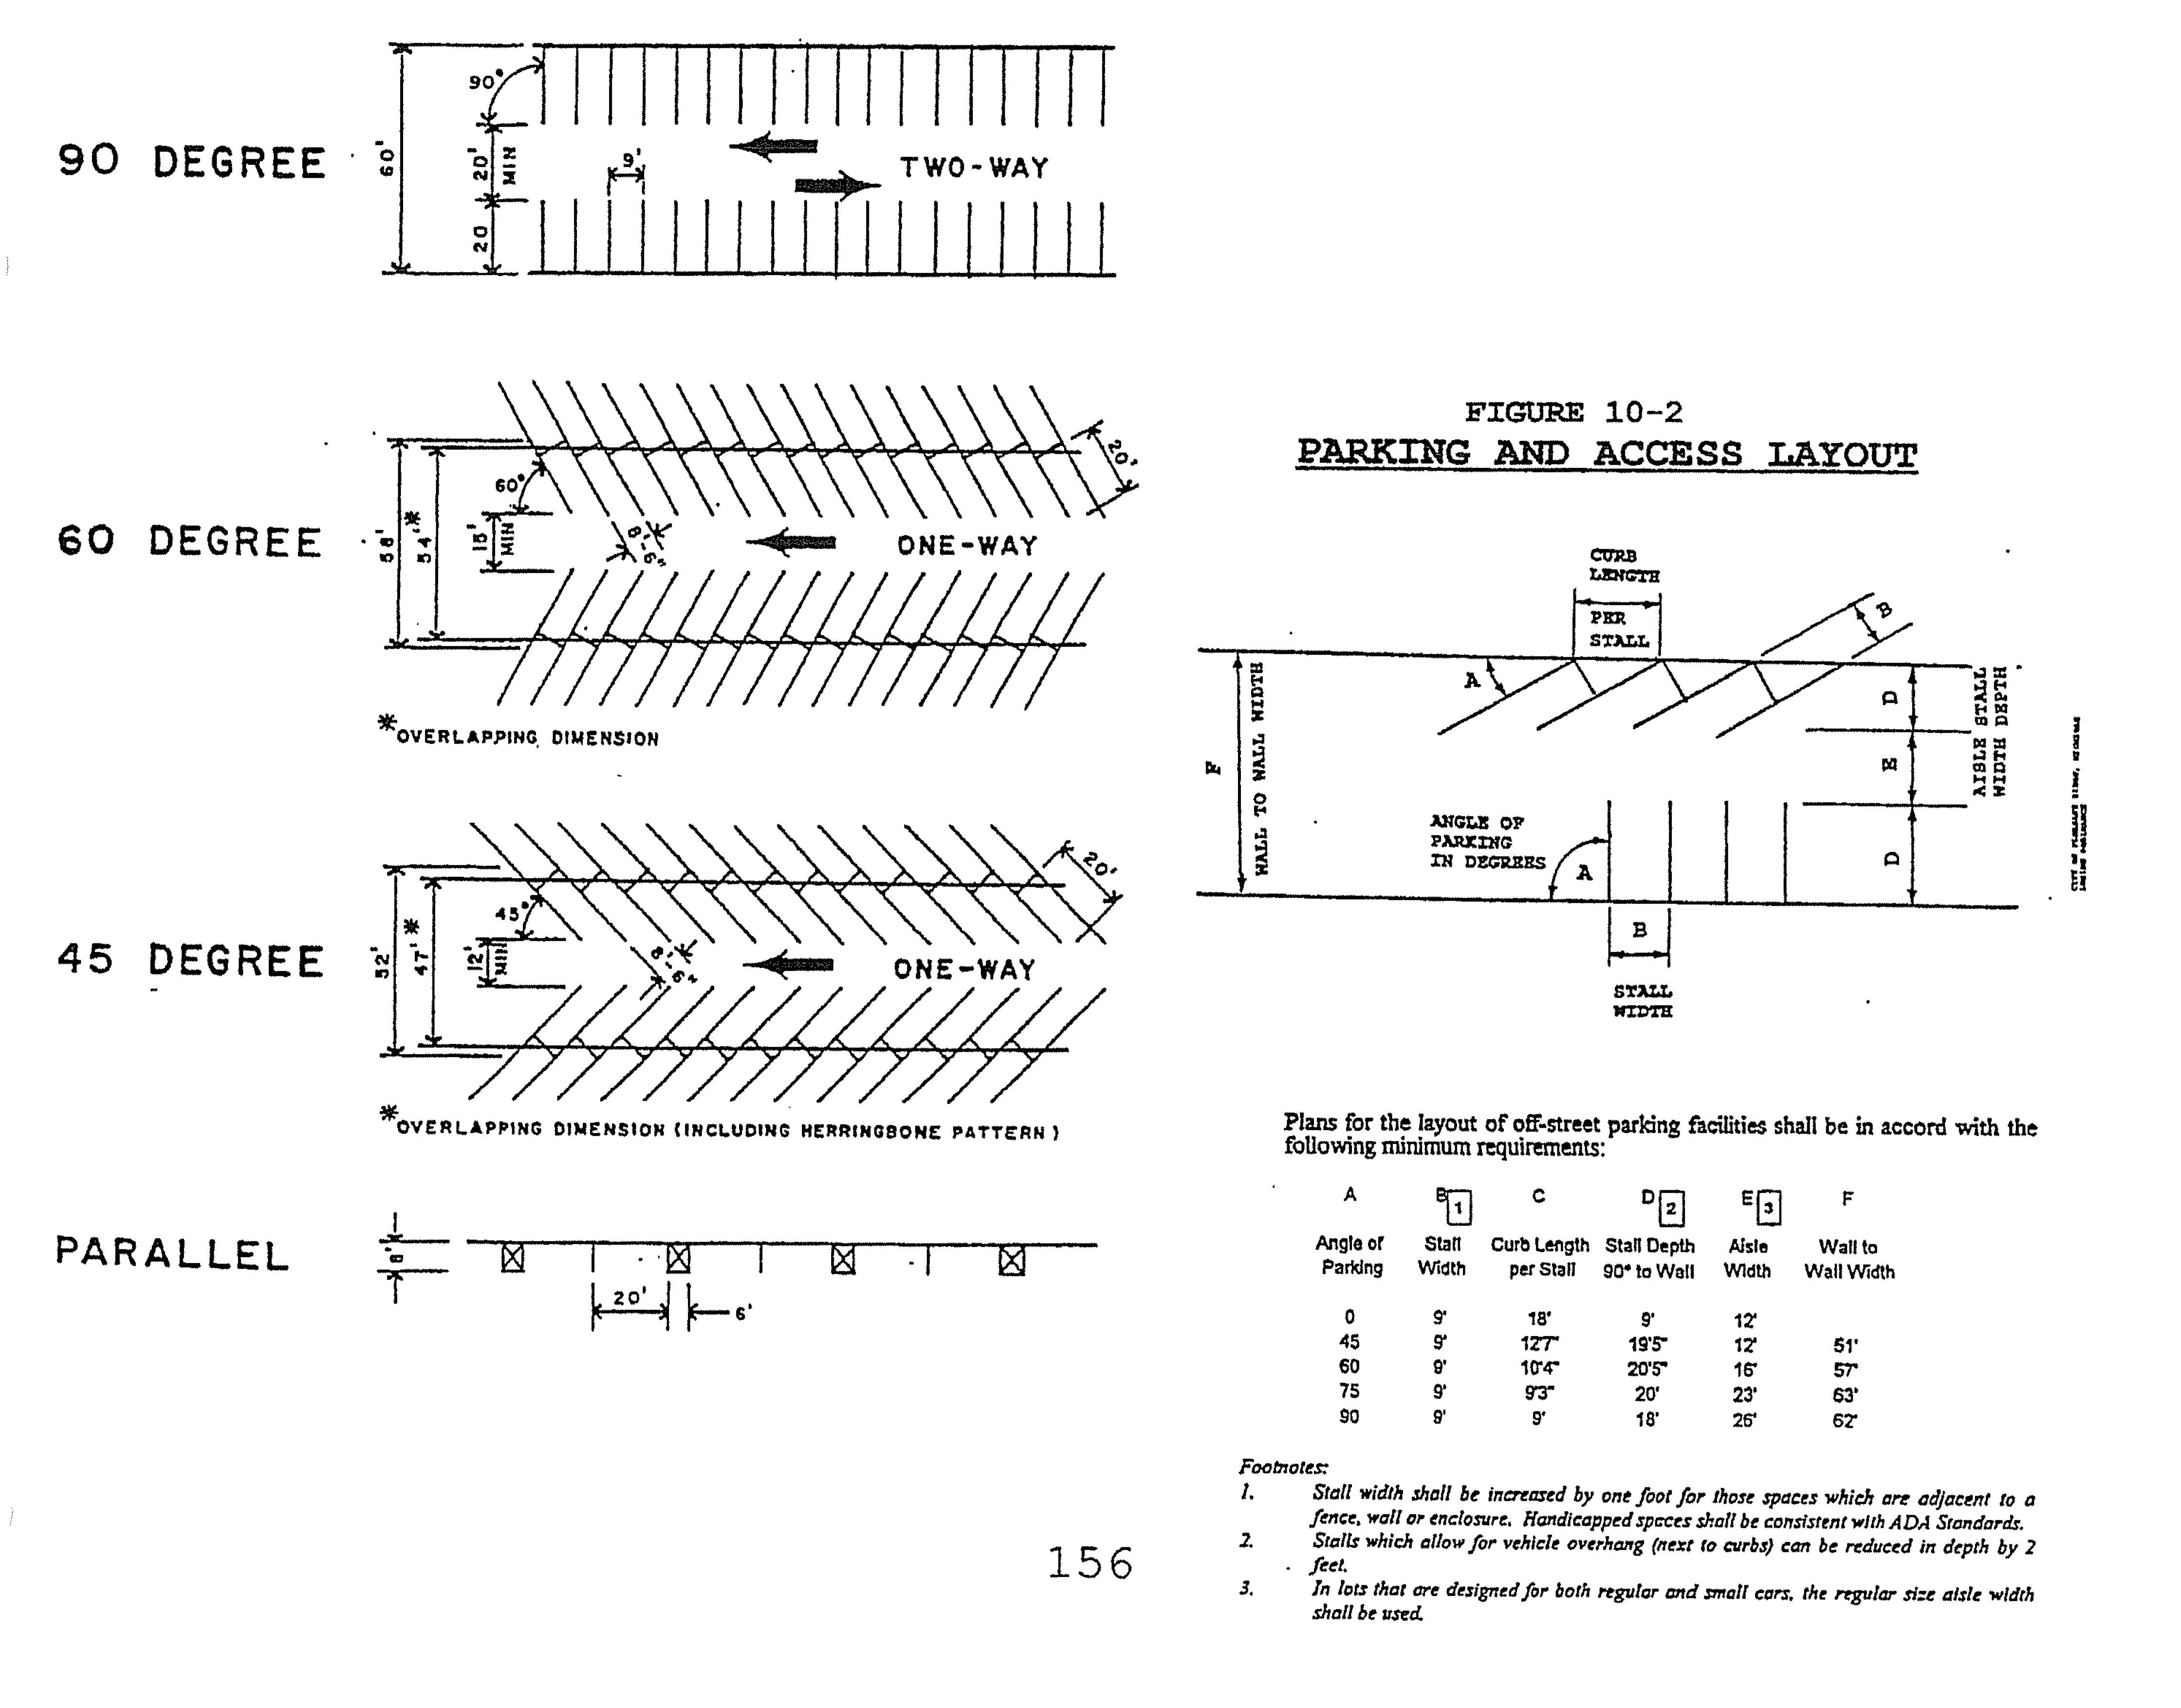 90 DEGREE
60'
90°
20'
MIN
20
9'
TWO-WAY
60 DEGREE
58'
54'*
60°
15'
MIN
8'-6"
ONE-WAY
20'
*OVERLAPPING DIMENSION
45 DEGREE
52'
47'*
45°
12'
MIN
8'-6"
ONE-WAY
20'
*OVERLAPPING DIMENSION (INCLUDING HERRINGBONE PATTERN)
PARALLEL
8'
20'
6'
156
FIGURE 10-2
PARKING AND ACCESS LAYOUT
CURB
LENGTH
PER
STALL
B
A
F
WALL TO WALL WIDTH
D
E
D
AISLE STALL
WIDTH DEPTH
ANGLE OF
PARKING
IN DEGREES
A
B
STALL
WIDTH
Plans for the layout of off-street parking facilities shall be in accord with the
following minimum requirements:
A B 1 C D 2 E 3 F
Angle of Stall Curb Length Stall Depth Aisle Wall to
Parking Width per Stall 90° to Wall Width Wall Width
0 9' 18' 9' 12'
45 9' 12'7" 19'5" 12' 51'
60 9' 10'4" 20'5" 16' 57'
75 9' 9'3" 20' 23' 63'
90 9' 9' 18' 26' 62'
Footnotes:
1. Stall width shall be increased by one foot for those spaces which are adjacent to a
fence, wall or enclosure. Handicapped spaces shall be consistent with ADA Standards.
2. Stalls which allow for vehicle overhang (next to curbs) can be reduced in depth by 2
feet.
3. In lots that are designed for both regular and small cars, the regular size aisle width
shall be used.